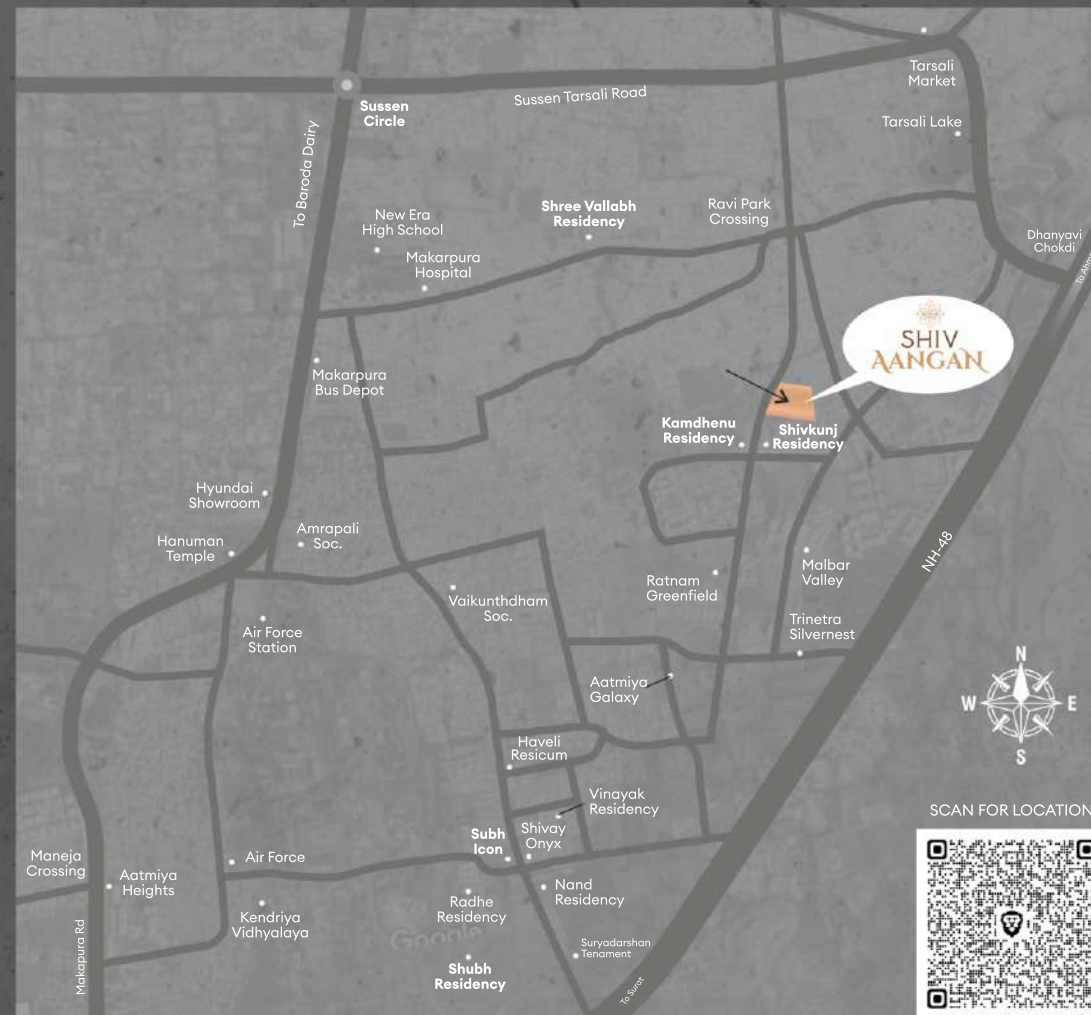 Tarsali
Market
Sussen Tarsali Road
Sussen
Circle
Tarsali Lake
To Baroda Dairy
New Era
High School
Shree Vallabh
Residency
Ravi Park
Crossing
Makarpura
Hospital
Dhanyavi
Chokdi
SHIV
AANGAN
Makarpura
Bus Depot
Kamdhenu
Residency
Shivkunj
Residency
Hyundai
Showroom
Hanuman
Temple
Amrapali
Soc.
NH-48
Malbar
Valley
Ratnam
Greenfield
Vaikunthdham
Soc.
Air Force
Station
Trinetra
Silvernest
N
W
E
S
Aatmiya
Galaxy
Haveli
Resicum
Vinayak
Residency
SCAN FOR LOCATION
Subh
Icon
Shivay
Onyx
Maneja
Crossing
Air Force
Aatmiya
Heights
Nand
Residency
Radhe
Residency
Kendriya
Vidhyalaya
Google
Suryadarshan
Tenament
Makapura Rd
Shubh
Residency
To Surat